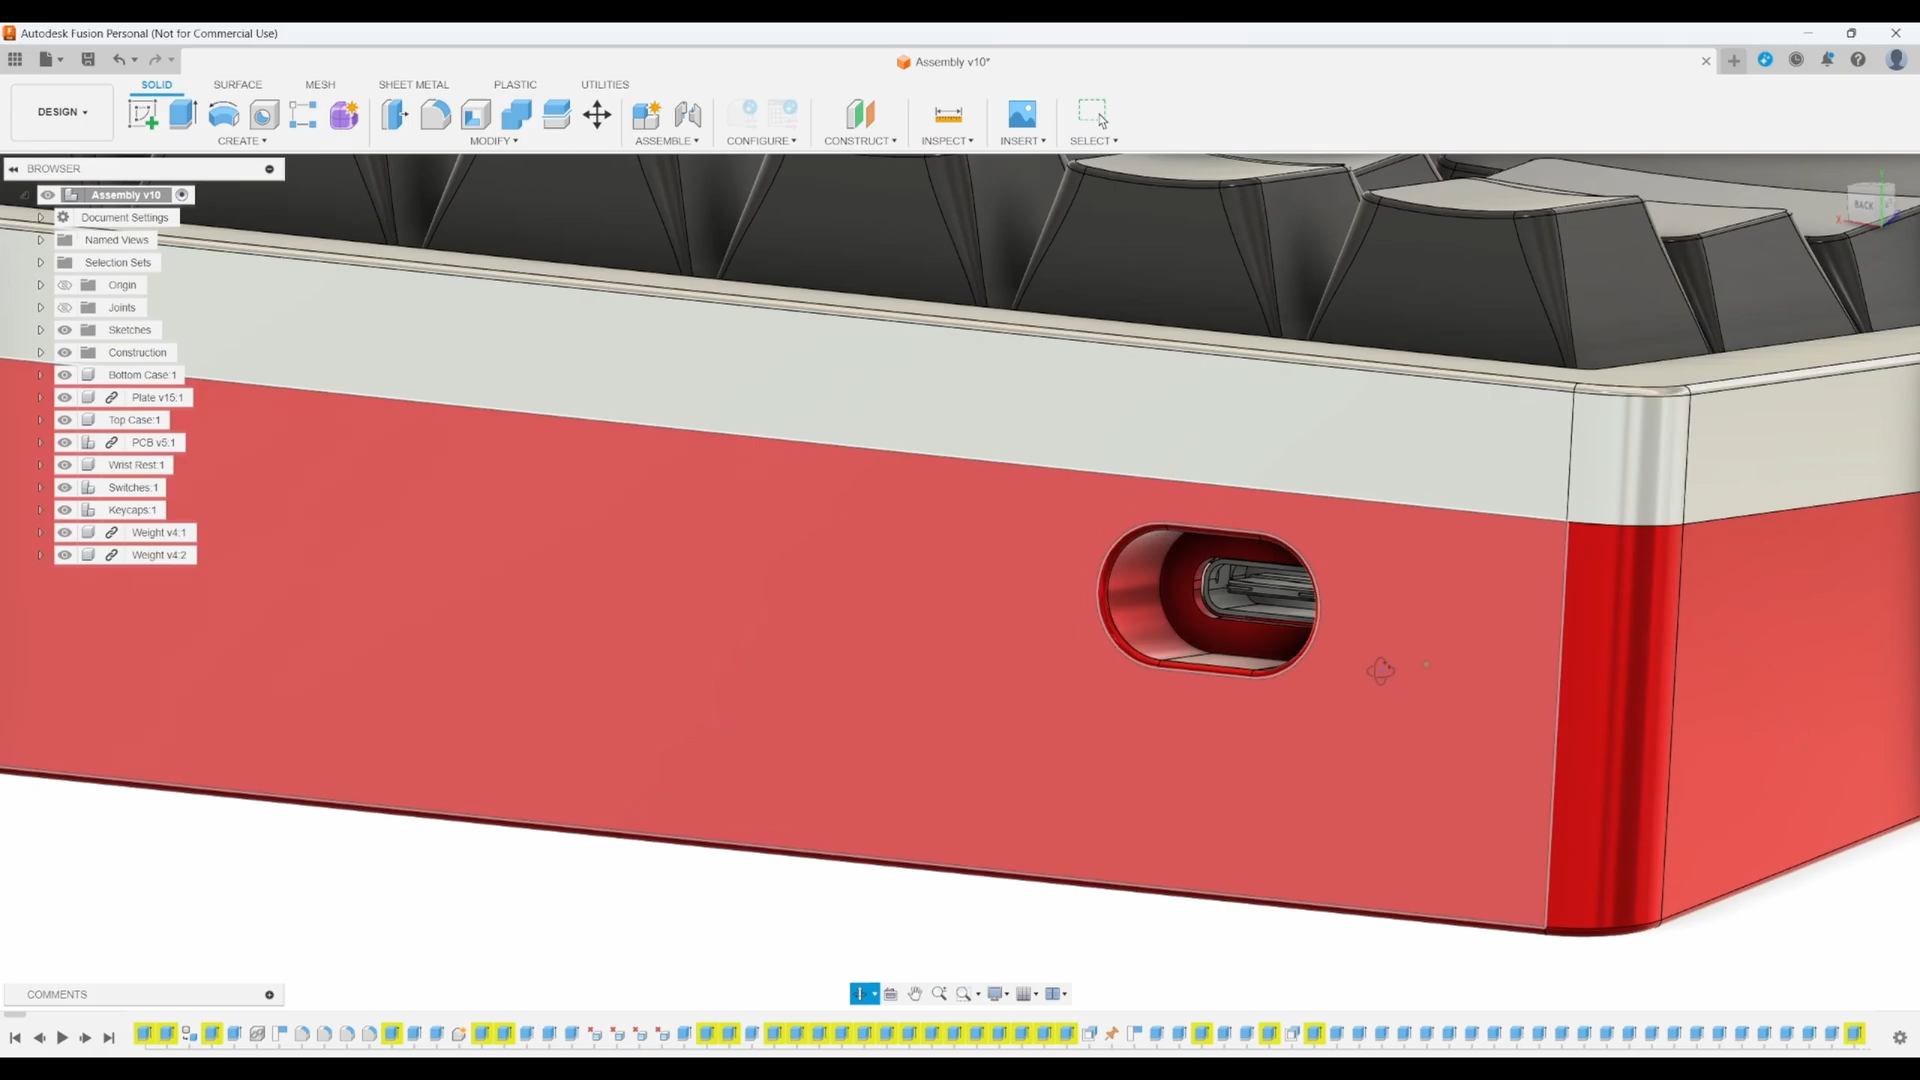 Autodesk Fusion Personal (Not for Commercial Use)
Assembly v10*
SOLID
SURFACE
MESH
SHEET METAL
PLASTIC
UTILITIES
DESIGN
CREATE
MODIFY
ASSEMBLE
CONFIGURE
CONSTRUCT
INSPECT
INSERT
SELECT
BROWSER
Assembly v10
Document Settings
Named Views
Selection Sets
Origin
Joints
Sketches
Construction
Bottom Case:1
Plate v15:1
Top Case:1
PCB v5:1
Wrist Rest:1
Switches:1
Keycaps:1
Weight v4:1
Weight v4:2
BACK
X
Y
COMMENTS